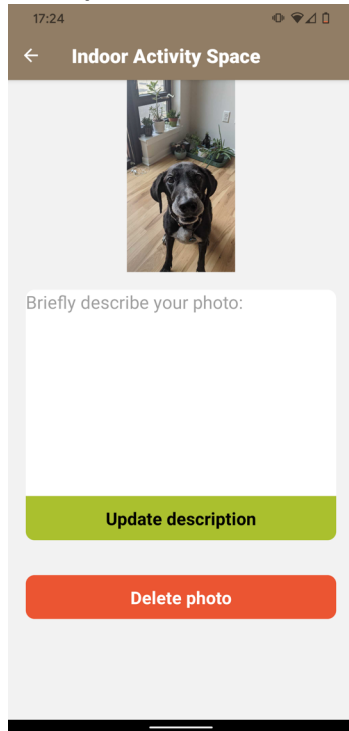 17:24
Indoor Activity Space
Briefly describe your photo:
Update description
Delete photo